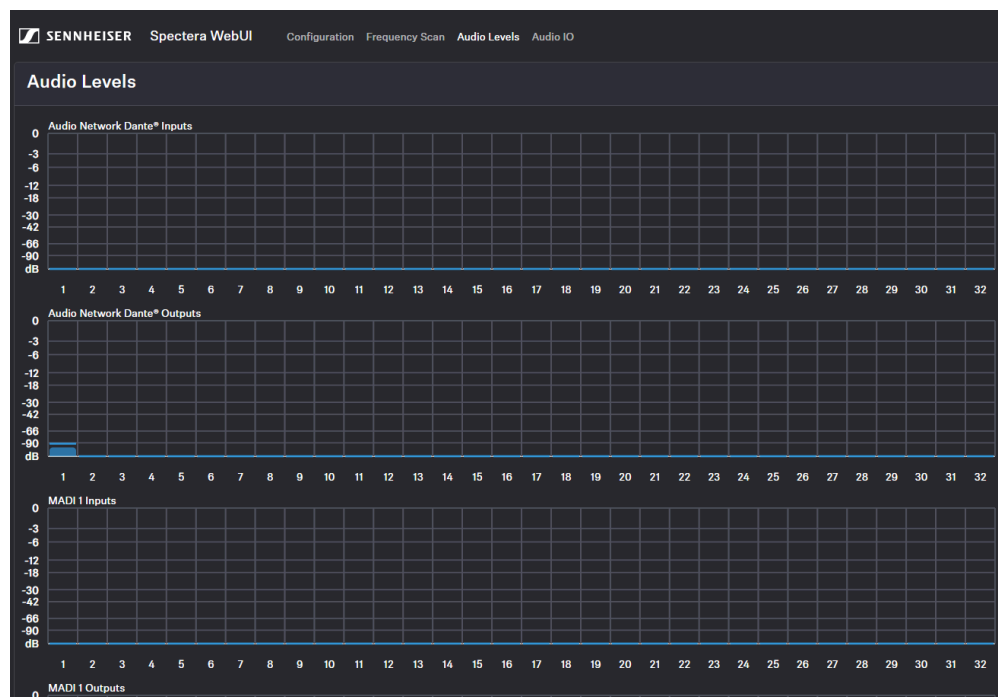 SENNHEISER Spectera WebUI Configuration Frequency Scan Audio Levels Audio IO
Audio Levels
Audio Network Dante® Inputs
0
-3
-6
-12
-18
-30
-42
-66
-90
dB
1 2 3 4 5 6 7 8 9 10 11 12 13 14 15 16 17 18 19 20 21 22 23 24 25 26 27 28 29 30 31 32
Audio Network Dante® Outputs
0
-3
-6
-12
-18
-30
-42
-66
-90
dB
1 2 3 4 5 6 7 8 9 10 11 12 13 14 15 16 17 18 19 20 21 22 23 24 25 26 27 28 29 30 31 32
MADI 1 Inputs
0
-3
-6
-12
-18
-30
-42
-66
-90
dB
1 2 3 4 5 6 7 8 9 10 11 12 13 14 15 16 17 18 19 20 21 22 23 24 25 26 27 28 29 30 31 32
MADI 1 Outputs
0